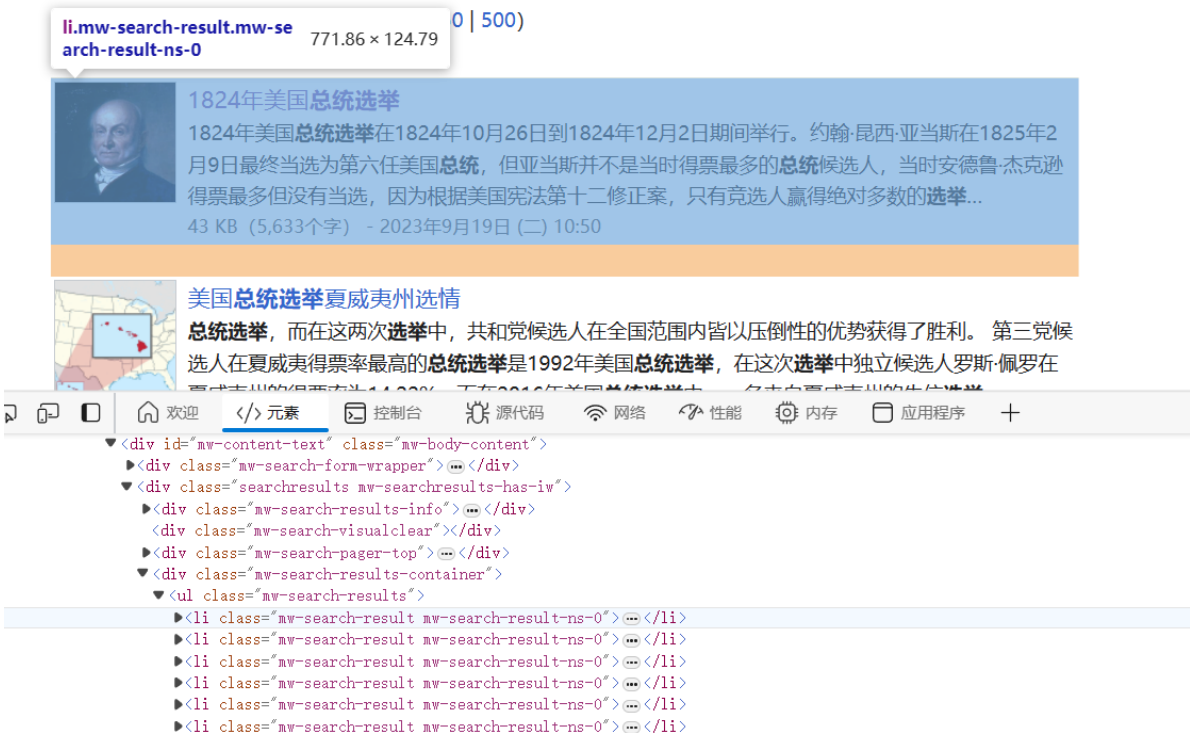 li.mw-search-result.mw-se
arch-result-ns-0
771.86 × 124.79
0 | 500)
1824年美国总统选举
1824年美国总统选举在1824年10月26日到1824年12月2日期间举行。约翰·昆西·亚当斯在1825年2
月9日最终当选为第六任美国总统，但亚当斯并不是当时得票最多的总统候选人，当时安德鲁·杰克逊
得票最多但没有当选，因为根据美国宪法第十二修正案，只有竞选人赢得绝对多数的选举...
43 KB（5,633个字） - 2023年9月19日 (二) 10:50
美国总统选举夏威夷州选情
总统选举，而在这两次选举中，共和党候选人在全国范围内皆以压倒性的优势获得了胜利。 第三党候
选人在夏威夷得票率最高的总统选举是1992年美国总统选举，在这次选举中独立候选人罗斯·佩罗在
欢迎
</> 元素
控制台
源代码
网络
性能
内存
应用程序
<div id="mw-content-text" class="mw-body-content">
<div class="mw-search-form-wrapper">…</div>
<div class="searchresults mw-searchresults-has-iw">
<div class="mw-search-results-info">…</div>
<div class="mw-search-visualclear"></div>
<div class="mw-search-pager-top">…</div>
<div class="mw-search-results-container">
<ul class="mw-search-results">
<li class="mw-search-result mw-search-result-ns-0">…</li>
<li class="mw-search-result mw-search-result-ns-0">…</li>
<li class="mw-search-result mw-search-result-ns-0">…</li>
<li class="mw-search-result mw-search-result-ns-0">…</li>
<li class="mw-search-result mw-search-result-ns-0">…</li>
<li class="mw-search-result mw-search-result-ns-0">…</li>